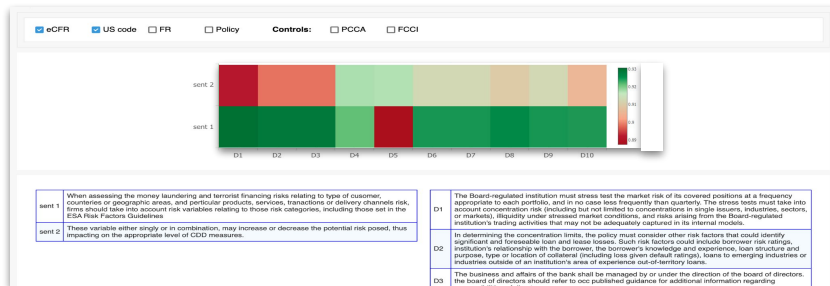 eCFR US code FR Policy Controls: PCCA FCCI
sent 2
sent 1
0.93
0.92
0.91
0.9
0.89
D1 D2 D3 D4 D5 D6 D7 D8 D9 D10
sent 1
When assessing the money laundering and terrorist financing risks relating to type of cusomer,
counteries or geographic areas, and perticular products, services, tranactions or delivery channels risk,
firms should take into account risk variables relating to those risk categories, including those set in the
ESA Risk Factors Guidelines
sent 2
These variable either singly or in combination, may increase or decrease the potential risk posed, thus
impacting on the appropriate level of CDD measures.
D1
The Board-regulated institution must stress test the market risk of its covered positions at a frequency
appropriate to each portfolio, and in no case less frequently than quarterly. The stress tests must take into
account concentration risk (including but not limited to concentrations in single issuers, industries, sectors,
or markets), illiquidity under stressed market conditions, and risks arising from the Board-regulated
institution's trading activities that may not be adequately captured in its internal models.
D2
In determining the concentration limits, the policy must consider other risk factors that could identify
significant and foreseable loan and lease losses. Such risk factors could include borrower risk ratings,
institution's relationship with the borrower, the borrower's knowledge and experience, loan structure and
purpose, type or location of collateral (including loss given default ratings), loans to emerging industries or
industries outside of an institution's area of experience out-of-territory loans.
D3
The business and affairs of the bank shall be managed by or under the direction of the board of directors.
the board of directors should refer to occ published guidance for additional information regarding